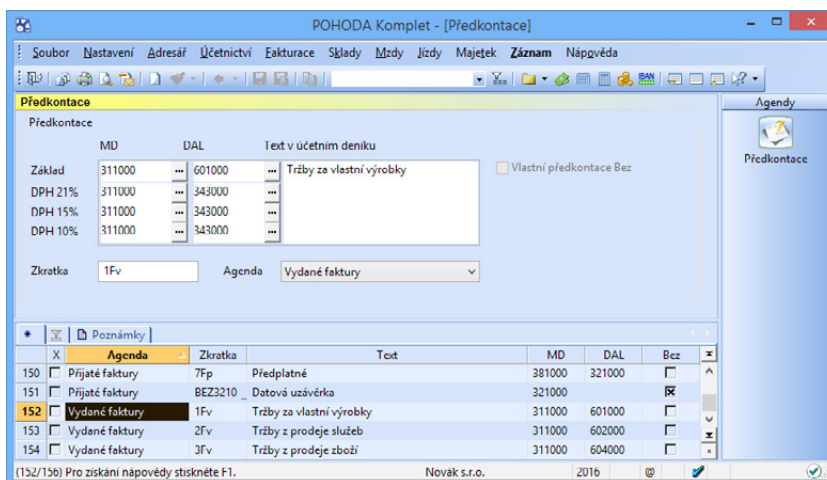 POHODA Komplet - [Předkontace]
Soubor Nastavení Adresář Účetnictví Fakturace Sklady Mzdy Jízdy Majetek Záznam Nápověda
IBAN
Předkontace
Agendy
Předkontace
Předkontace
MD DAL Text v účetním deníku
Základ 311000 ... 601000 ... Tržby za vlastní výrobky
Vlastní předkontace Bez
DPH 21% 311000 ... 343000 ...
DPH 15% 311000 ... 343000 ...
DPH 10% 311000 ... 343000 ...
Zkratka 1Fv Agenda Vydané faktury
Poznámky
X Agenda Zkratka Text MD DAL Bez
150 Přijaté faktury 7Fp Předplatné 381000 321000
151 Přijaté faktury BEZ3210 ... Datová uzávěrka 321000
152 Vydané faktury 1Fv Tržby za vlastní výrobky 311000 601000
153 Vydané faktury 2Fv Tržby z prodeje služeb 311000 602000
154 Vydané faktury 3Fv Tržby z prodeje zboží 311000 604000
(152/156) Pro získání nápovědy stiskněte F1. Novák s.r.o. 2016 @